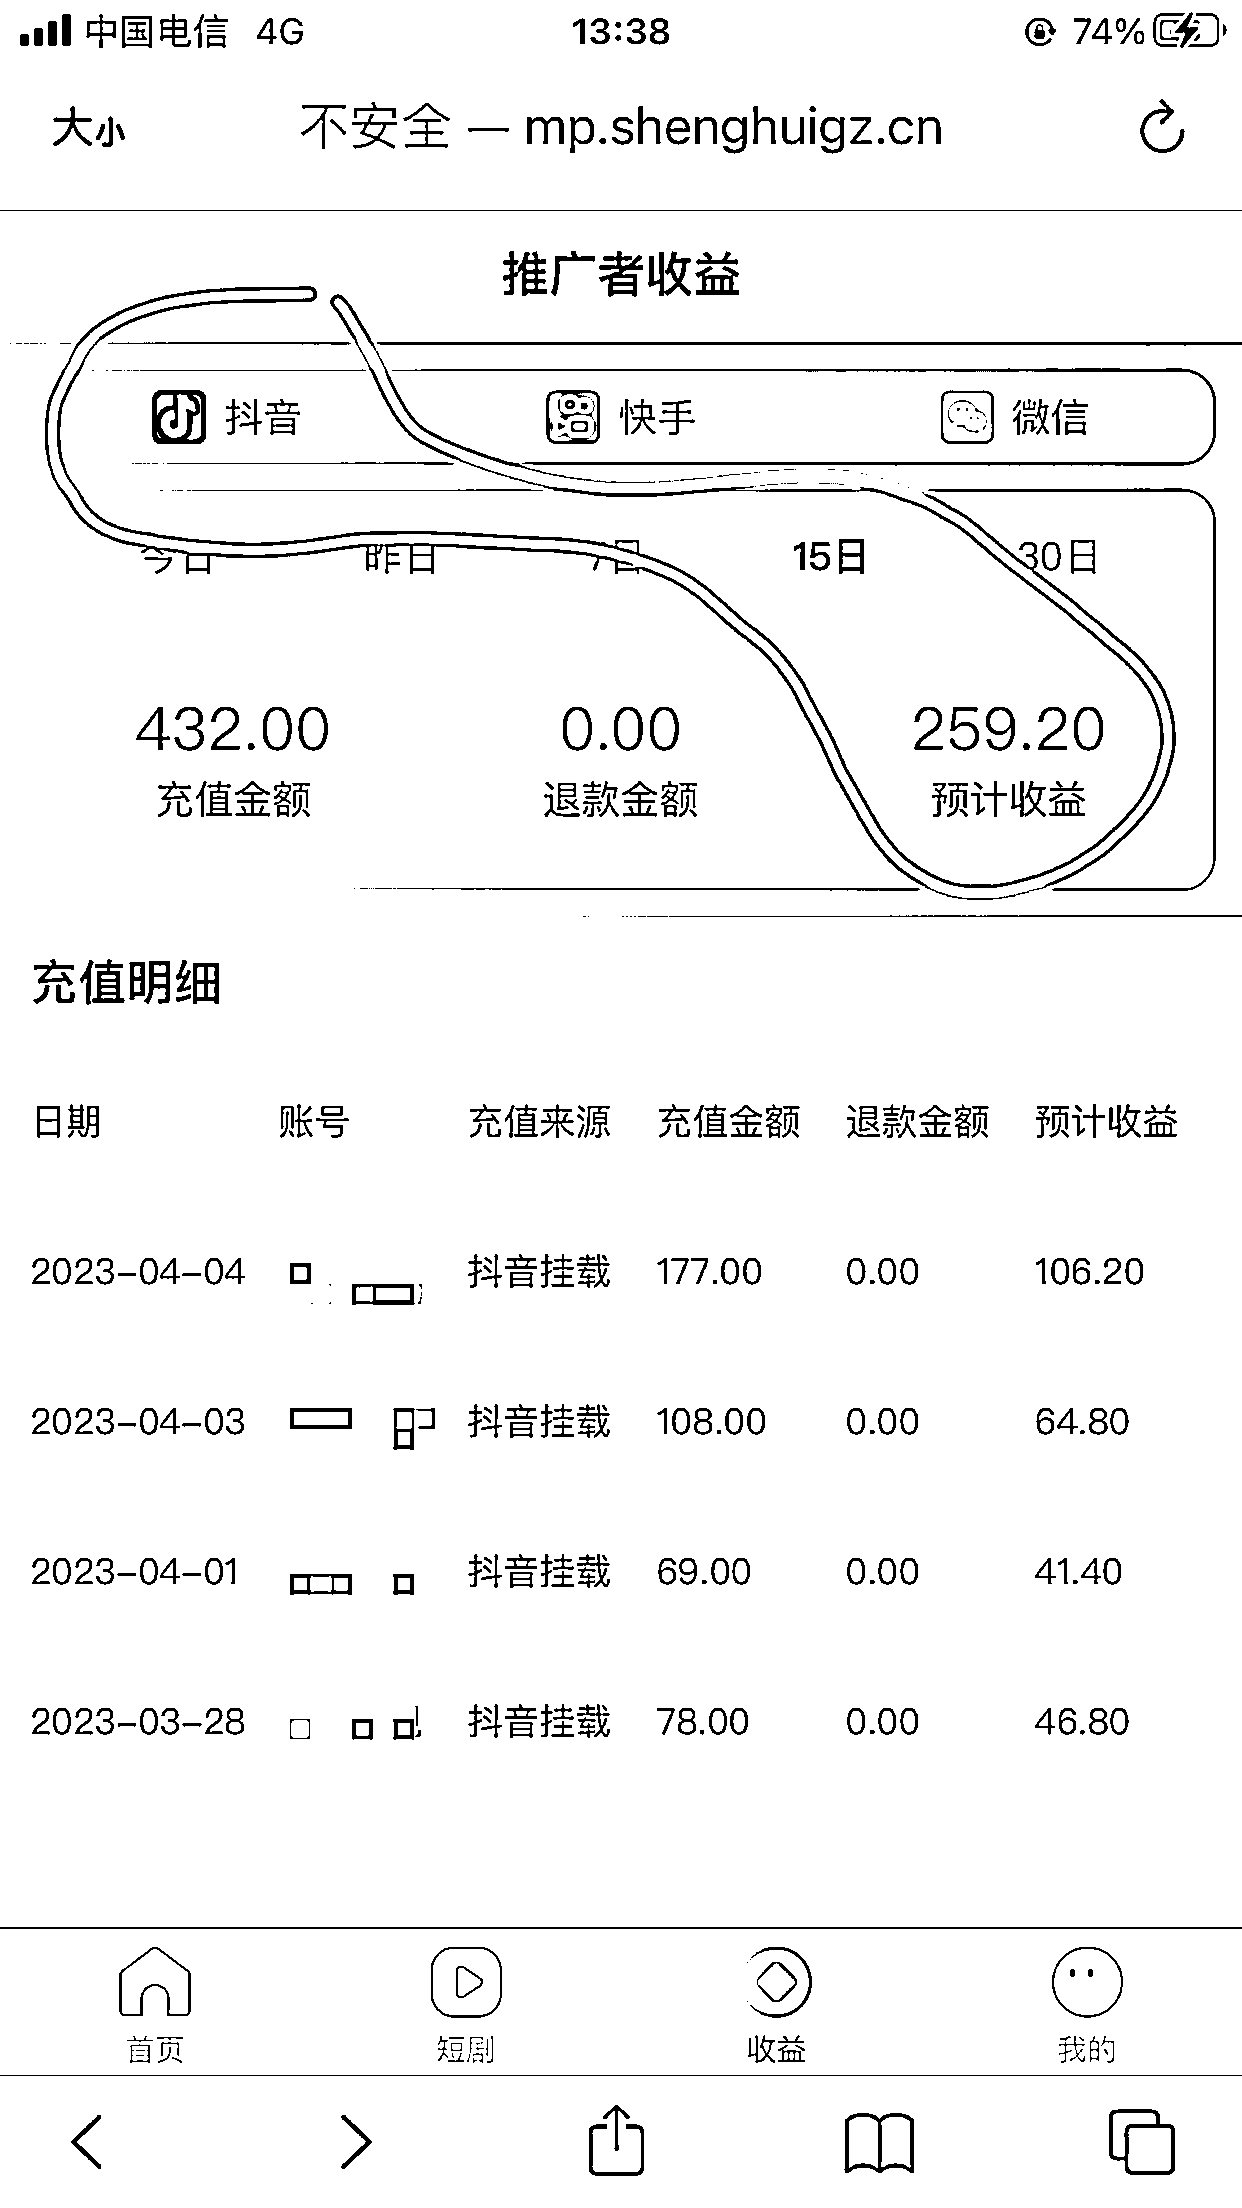 中国电信 4G 13:38 74%
大小 不安全 — mp.shenghuigz.cn
推广者收益
抖音 快手 微信
今日 昨日 7日 15日 30日
432.00 0.00 259.20
充值金额 退款金额 预计收益
充值明细
日期 账号 充值来源 充值金额 退款金额 预计收益
2023-04-04 抖音挂载 177.00 0.00 106.20
2023-04-03 抖音挂载 108.00 0.00 64.80
2023-04-01 抖音挂载 69.00 0.00 41.40
2023-03-28 抖音挂载 78.00 0.00 46.80
首页 短剧 收益 我的